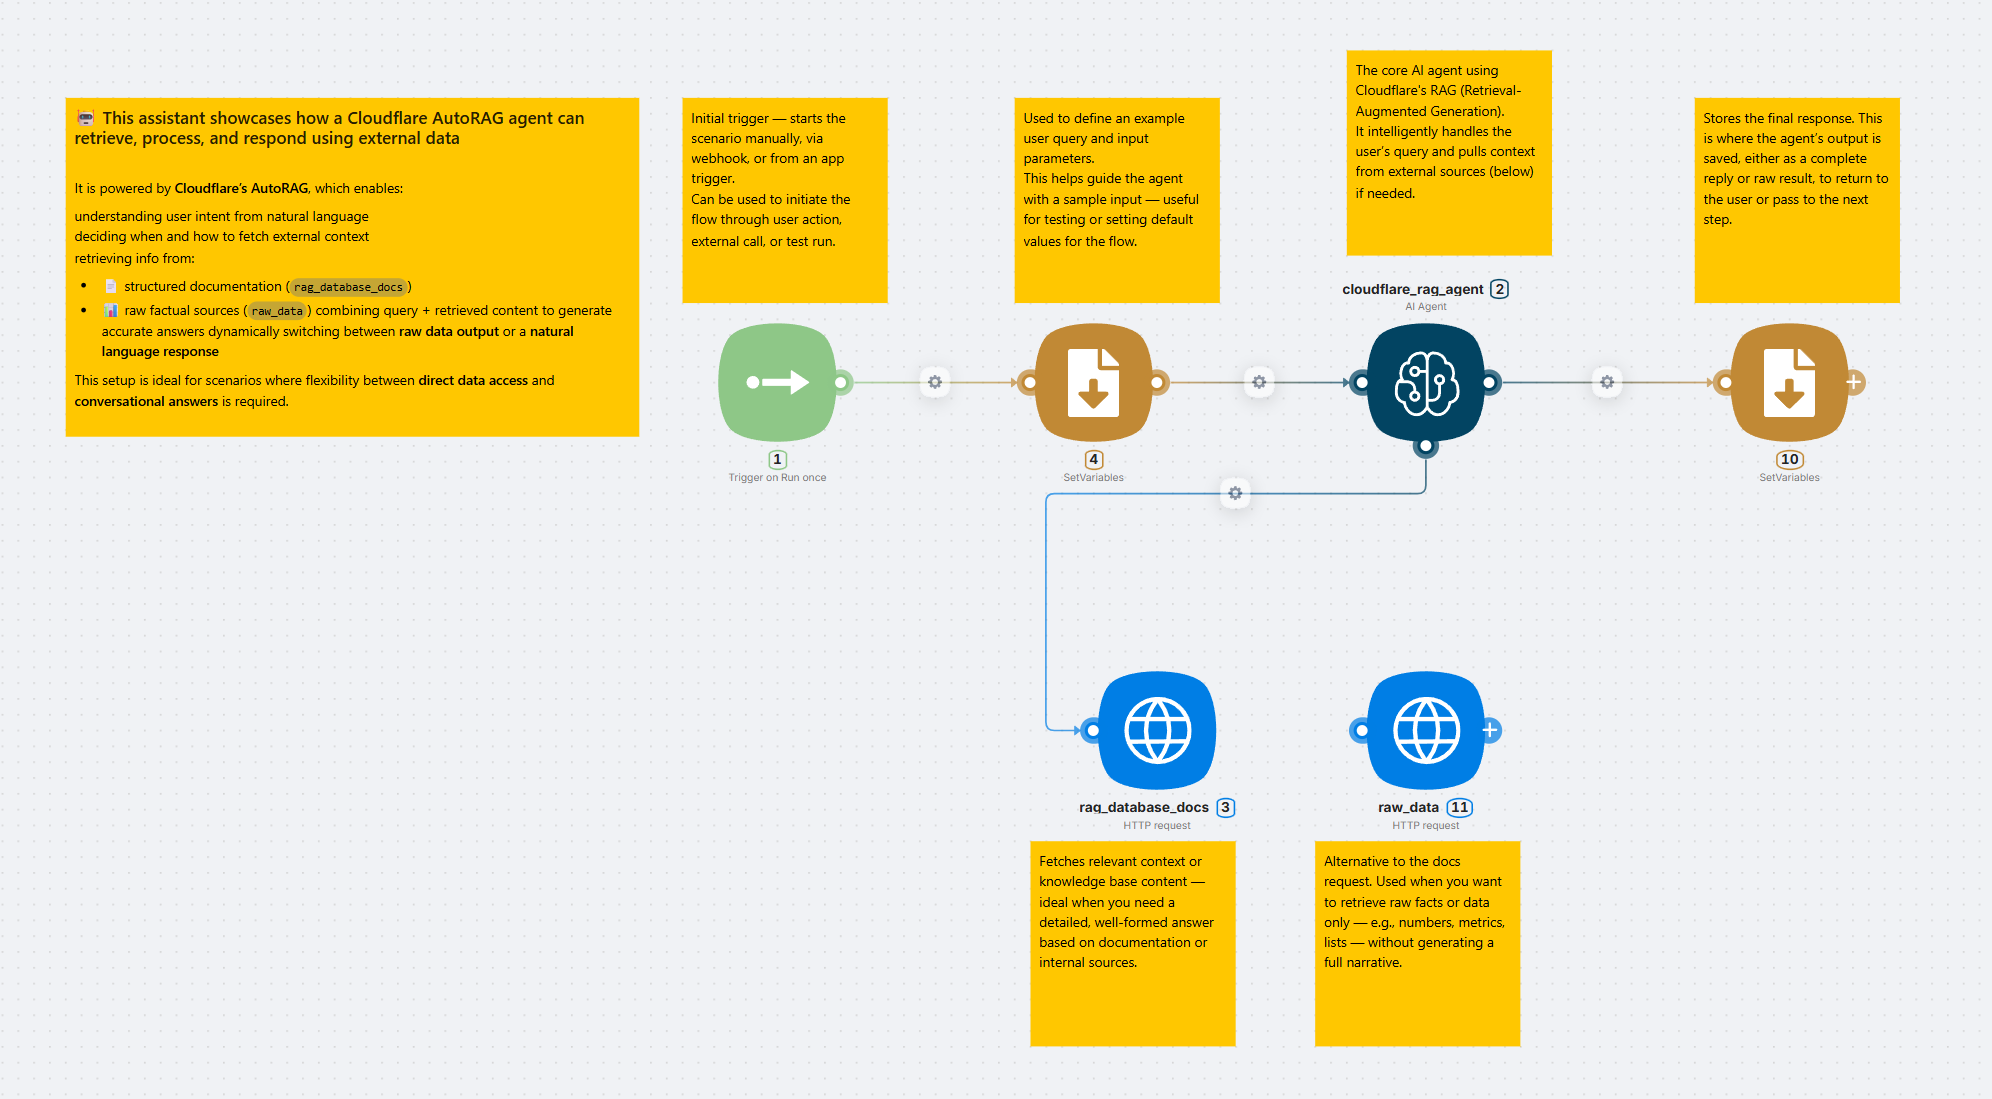 This assistant showcases how a Cloudflare AutoRAG agent can
retrieve, process, and respond using external data
It is powered by Cloudflare's AutoRAG, which enables:
understanding user intent from natural language
deciding when and how to fetch external context
retrieving info from:
• structured documentation (rag_database_docs)
• raw factual sources (raw_data) combining query + retrieved content to generate
accurate answers dynamically switching between raw data output or a natural
language response
This setup is ideal for scenarios where flexibility between direct data access and
conversational answers is required.
Initial trigger — starts the
scenario manually, via
webhook, or from an app
trigger.
Can be used to initiate the
flow through user action,
external call, or test run.
Used to define an example
user query and input
parameters.
This helps guide the agent
with a sample input — useful
for testing or setting default
values for the flow.
The core AI agent using
Cloudflare's RAG (Retrieval-
Augmented Generation).
It intelligently handles the
user's query and pulls context
from external sources (below)
if needed.
Stores the final response. This
is where the agent's output is
saved, either as a complete
reply or raw result, to return to
the user or pass to the next
step.
cloudflare_rag_agent 2
AI Agent
1
Trigger on Run once
4
SetVariables
10
SetVariables
rag_database_docs 3
HTTP request
raw_data 11
HTTP request
Fetches relevant context or
knowledge base content —
ideal when you need a
detailed, well-formed answer
based on documentation or
internal sources.
Alternative to the docs
request. Used when you want
to retrieve raw facts or data
only — e.g., numbers, metrics,
lists — without generating a
full narrative.